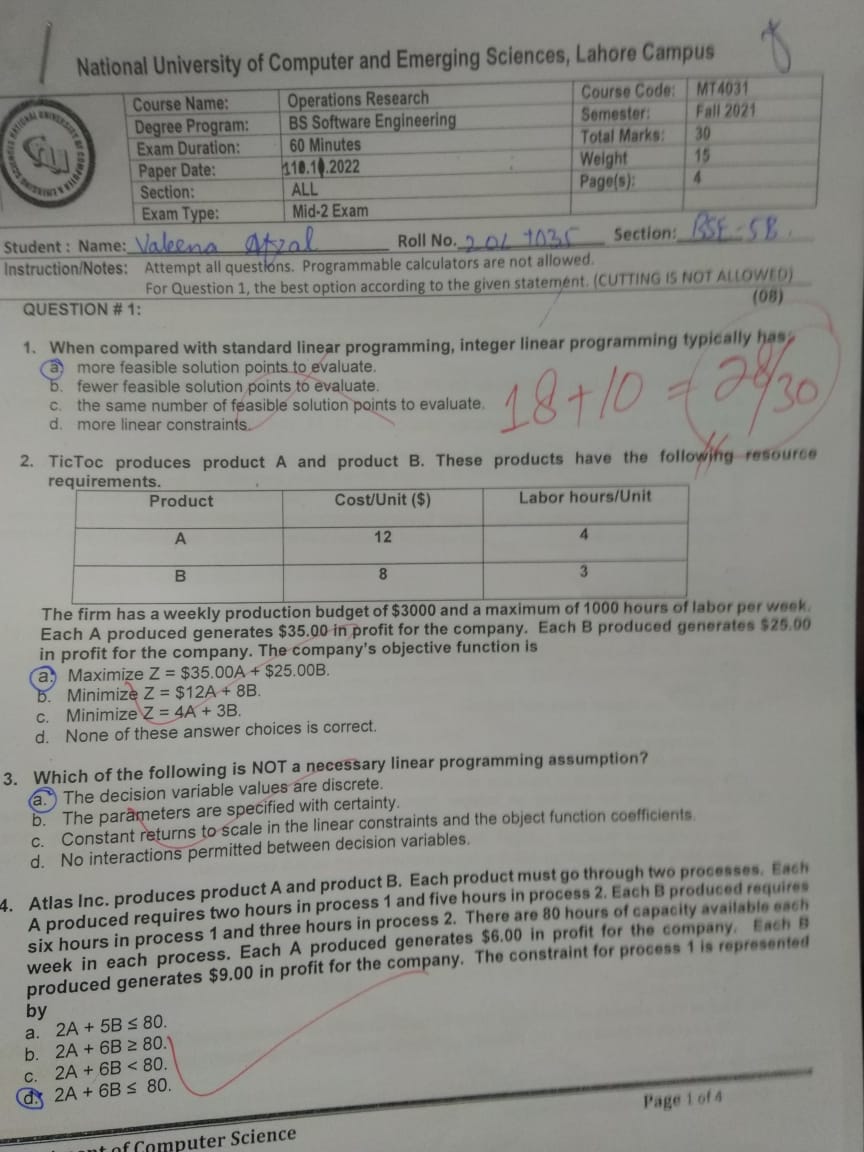 National University of Computer and Emerging Sciences, Lahore Campus
Course Name: Operations Research Course Code: MT4031
Degree Program: BS Software Engineering Semester: Fall 2021
Exam Duration: 60 Minutes Total Marks: 30
Paper Date: 2022 Weight 15
Section: ALL Page(s): 4
Exam Type: Mid-2 Exam
Student : Name: Valeena Afzal Roll No. Section: BSE-5B
Instruction/Notes: Attempt all questions. Programmable calculators are not allowed.
For Question 1, the best option according to the given statement. (CUTTING IS NOT ALLOWED)
QUESTION # 1: (08)
1. When compared with standard linear programming, integer linear programming typically has:
a. more feasible solution points to evaluate.
b. fewer feasible solution points to evaluate.
c. the same number of feasible solution points to evaluate.
d. more linear constraints.
18+10 = 28/30
2. TicToc produces product A and product B. These products have the following resource
requirements.
Product Cost/Unit ($) Labor hours/Unit
A 12 4
B 8 3
The firm has a weekly production budget of $3000 and a maximum of 1000 hours of labor per week.
Each A produced generates $35.00 in profit for the company. Each B produced generates $25.00
in profit for the company. The company's objective function is
a. Maximize Z = $35.00A + $25.00B.
b. Minimize Z = $12A + 8B.
c. Minimize Z = 4A + 3B.
d. None of these answer choices is correct.
3. Which of the following is NOT a necessary linear programming assumption?
a. The decision variable values are discrete.
b. The parameters are specified with certainty.
c. Constant returns to scale in the linear constraints and the object function coefficients.
d. No interactions permitted between decision variables.
4. Atlas Inc. produces product A and product B. Each product must go through two processes. Each
A produced requires two hours in process 1 and five hours in process 2. Each B produced requires
six hours in process 1 and three hours in process 2. There are 80 hours of capacity available each
week in each process. Each A produced generates $6.00 in profit for the company. Each B
produced generates $9.00 in profit for the company. The constraint for process 1 is represented
by
a. 2A + 5B ≤ 80.
b. 2A + 6B ≥ 80.
c. 2A + 6B < 80.
d. 2A + 6B ≤ 80.
Page 1 of 4
of Computer Science